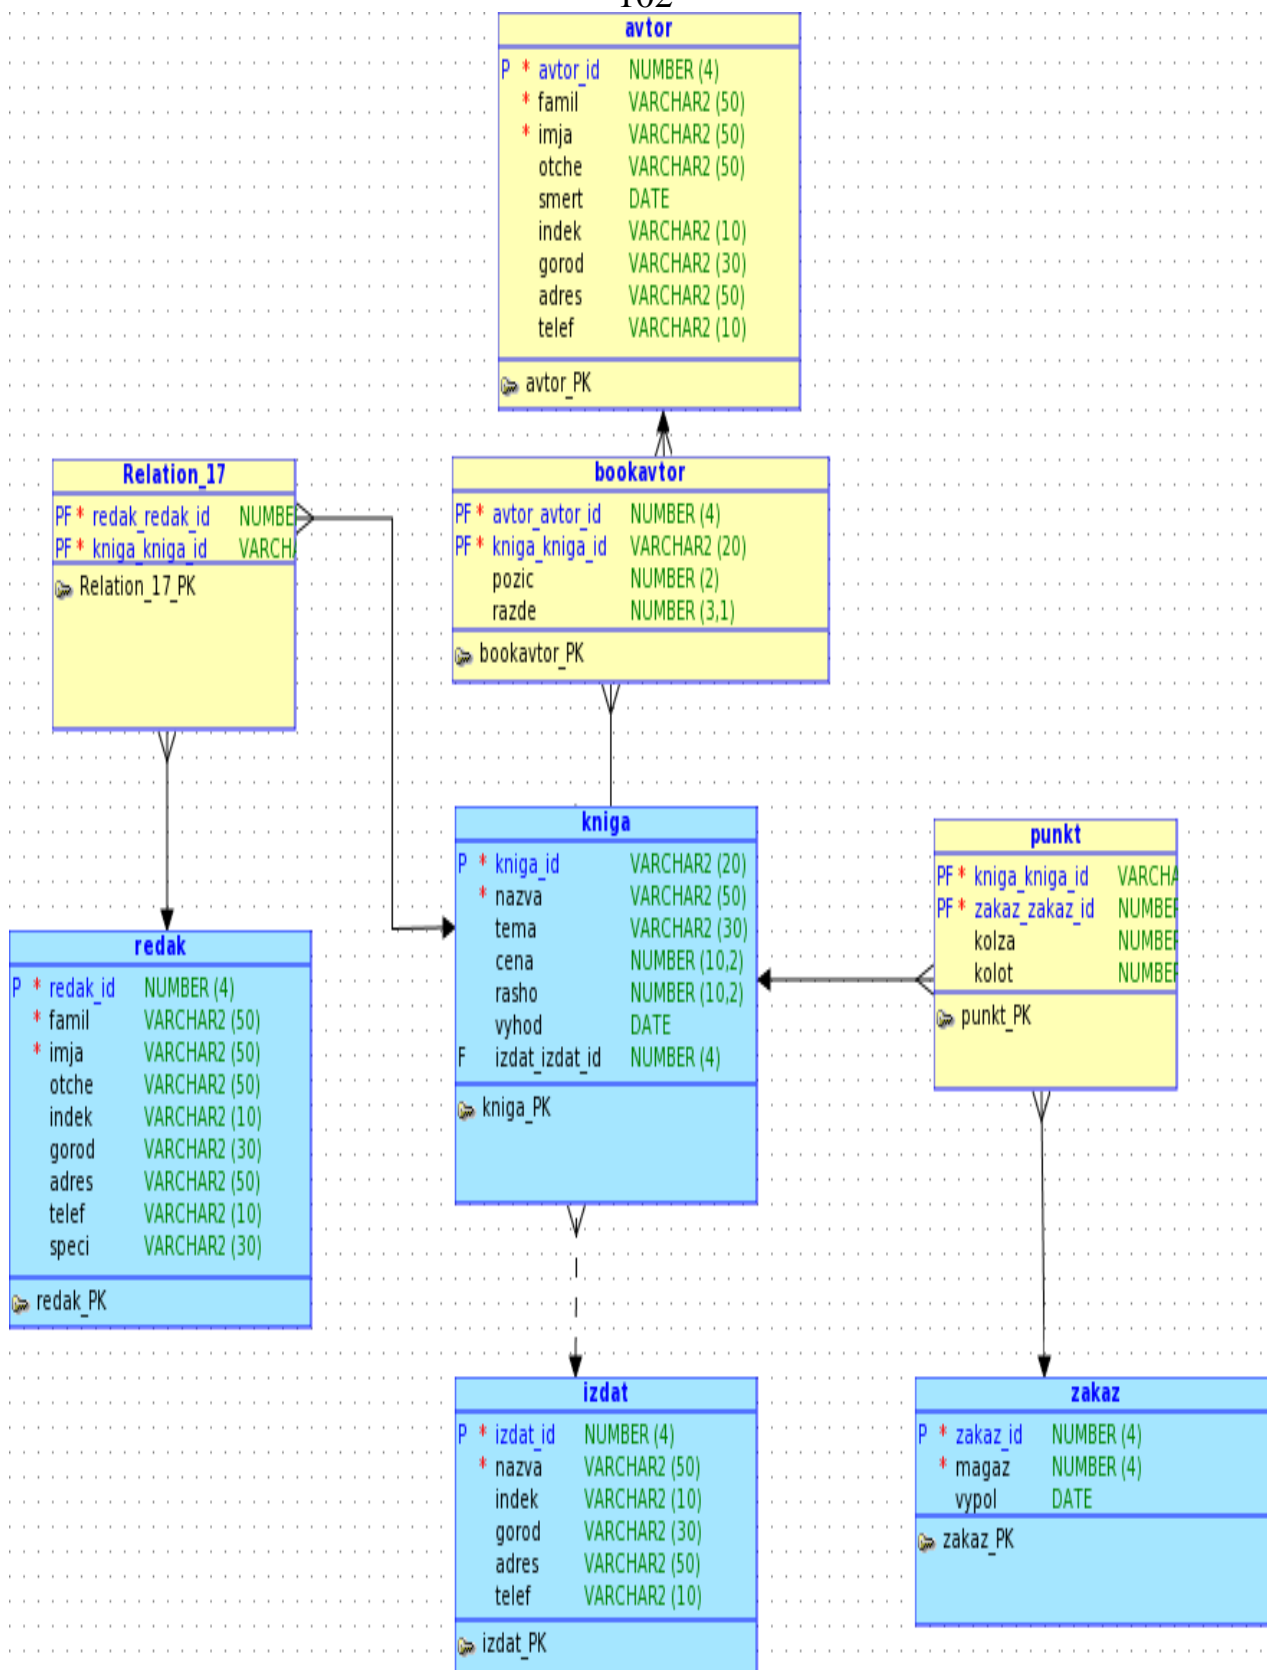 102
avtor
P * avtor_id NUMBER (4)
* famil VARCHAR2 (50)
* imja VARCHAR2 (50)
otche VARCHAR2 (50)
smert DATE
indek VARCHAR2 (10)
gorod VARCHAR2 (30)
adres VARCHAR2 (50)
telef VARCHAR2 (10)
avtor_PK
Relation_17
PF * redak_redak_id NUMBE
PF * kniga_kniga_id VARCHA
Relation_17_PK
bookavtor
PF * avtor_avtor_id NUMBER (4)
PF * kniga_kniga_id VARCHAR2 (20)
pozic NUMBER (2)
razde NUMBER (3,1)
bookavtor_PK
kniga
P * kniga_id VARCHAR2 (20)
* nazva VARCHAR2 (50)
tema VARCHAR2 (30)
cena NUMBER (10,2)
rasho NUMBER (10,2)
vyhod DATE
F izdat_izdat_id NUMBER (4)
kniga_PK
punkt
PF * kniga_kniga_id VARCHA
PF * zakaz_zakaz_id NUMBER
kolza NUMBER
kolot NUMBER
punkt_PK
redak
P * redak_id NUMBER (4)
* famil VARCHAR2 (50)
* imja VARCHAR2 (50)
otche VARCHAR2 (50)
indek VARCHAR2 (10)
gorod VARCHAR2 (30)
adres VARCHAR2 (50)
telef VARCHAR2 (10)
speci VARCHAR2 (30)
redak_PK
izdat
P * izdat_id NUMBER (4)
* nazva VARCHAR2 (50)
indek VARCHAR2 (10)
gorod VARCHAR2 (30)
adres VARCHAR2 (50)
telef VARCHAR2 (10)
izdat_PK
zakaz
P * zakaz_id NUMBER (4)
* magaz NUMBER (4)
vypol DATE
zakaz_PK